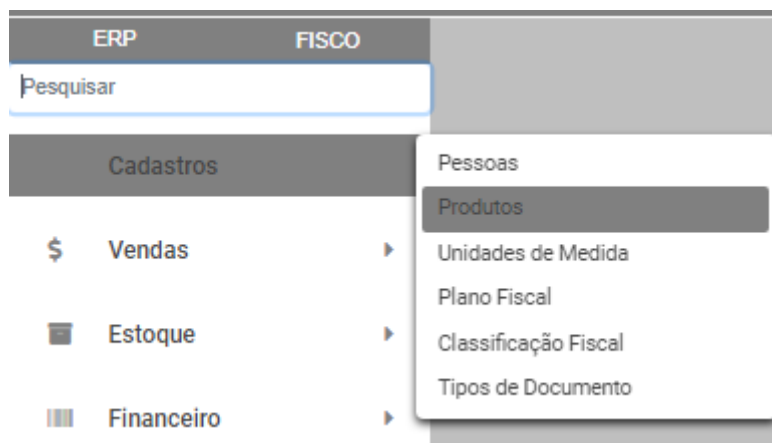 ERP FISCO
Pesquisar
Cadastros
$ Vendas
Estoque
Financeiro
Pessoas
Produtos
Unidades de Medida
Plano Fiscal
Classificação Fiscal
Tipos de Documento